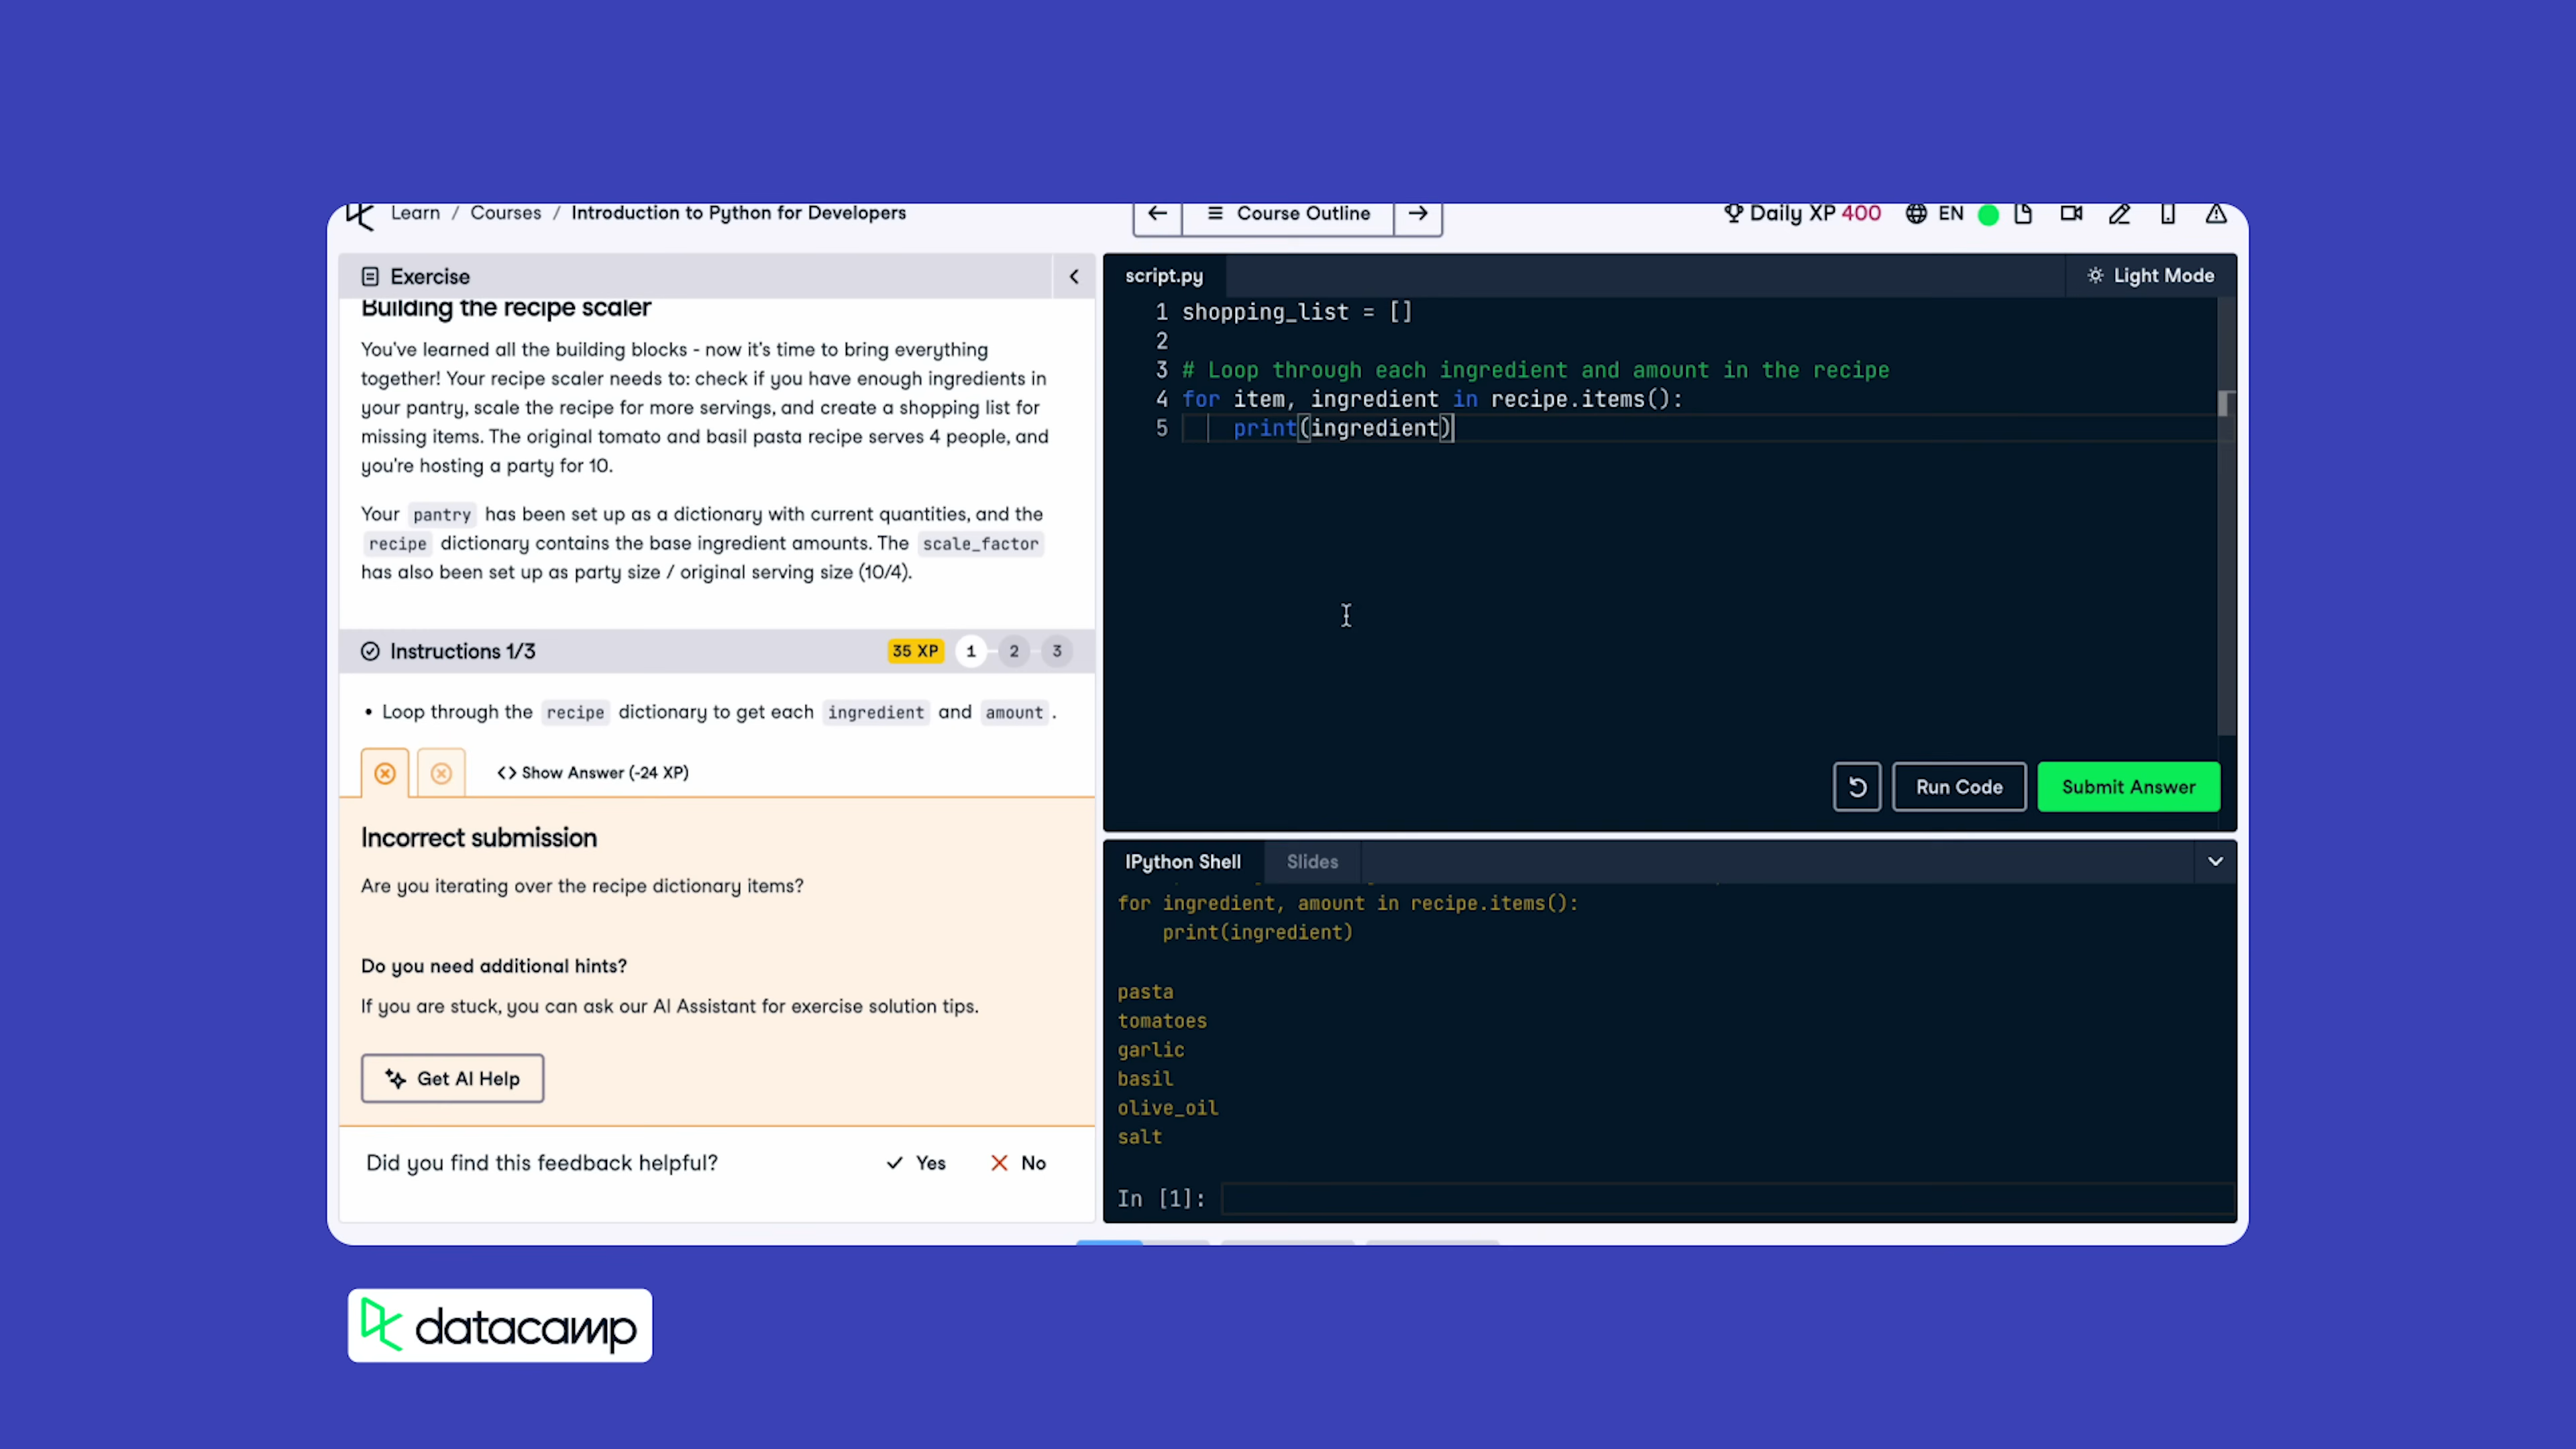 Learn / Courses / Introduction to Python for Developers
Course Outline
Daily XP 400
EN
Exercise
Building the recipe scaler
You've learned all the building blocks - now it's time to bring everything
together! Your recipe scaler needs to: check if you have enough ingredients in
your pantry, scale the recipe for more servings, and create a shopping list for
missing items. The original tomato and basil pasta recipe serves 4 people, and
you're hosting a party for 10.
Your pantry has been set up as a dictionary with current quantities, and the
recipe dictionary contains the base ingredient amounts. The scale_factor
has also been set up as party size / original serving size (10/4).
Instructions 1/3
35 XP 1 2 3
• Loop through the recipe dictionary to get each ingredient and amount .
<> Show Answer (-24 XP)
Incorrect submission
Are you iterating over the recipe dictionary items?
Do you need additional hints?
If you are stuck, you can ask our AI Assistant for exercise solution tips.
Get AI Help
Did you find this feedback helpful?
Yes
No
script.py
Light Mode
1 shopping_list = []
2
3 # Loop through each ingredient and amount in the recipe
4 for item, ingredient in recipe.items():
5     print(ingredient)
Run Code
Submit Answer
IPython Shell
Slides
for ingredient, amount in recipe.items():
    print(ingredient)
pasta
tomatoes
garlic
basil
olive_oil
salt
In [1]:
datacamp